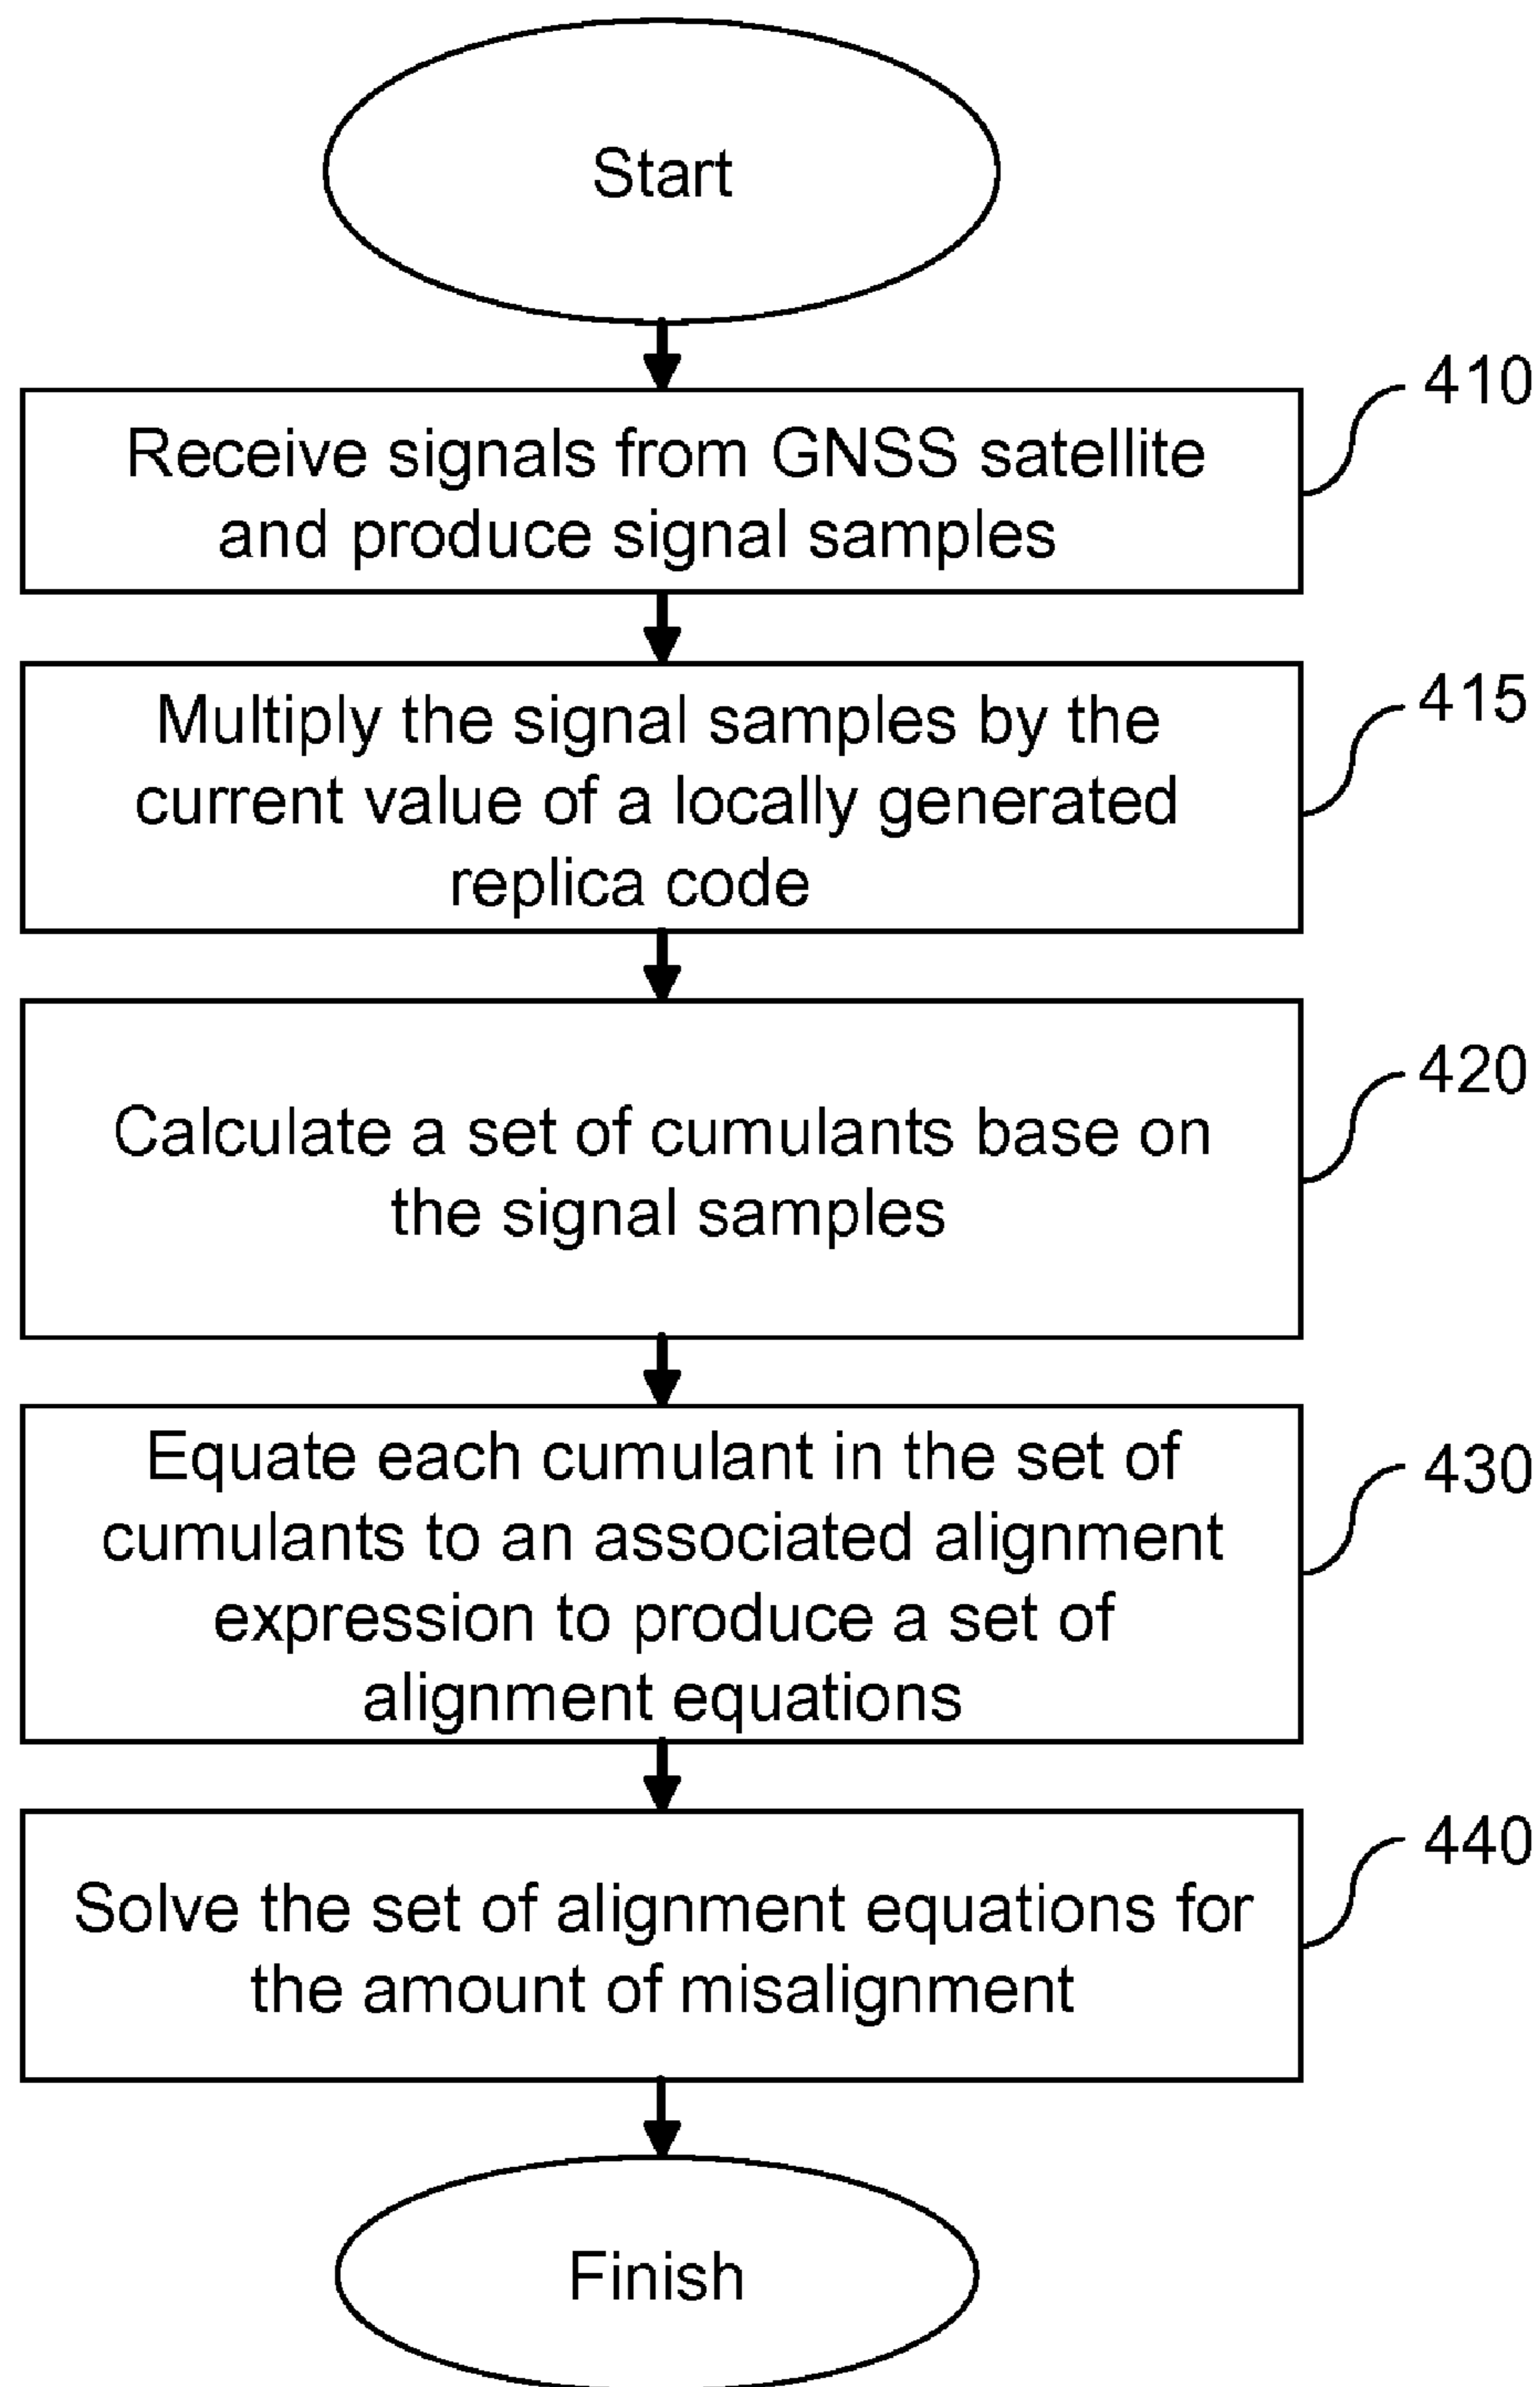 Start
410
Receive signals from GNSS satellite
and produce signal samples
415
Multiply the signal samples by the
current value of a locally generated
replica code
420
Calculate a set of cumulants base on
the signal samples
430
Equate each cumulant in the set of
cumulants to an associated alignment
expression to produce a set of
alignment equations
440
Solve the set of alignment equations for
the amount of misalignment
Finish